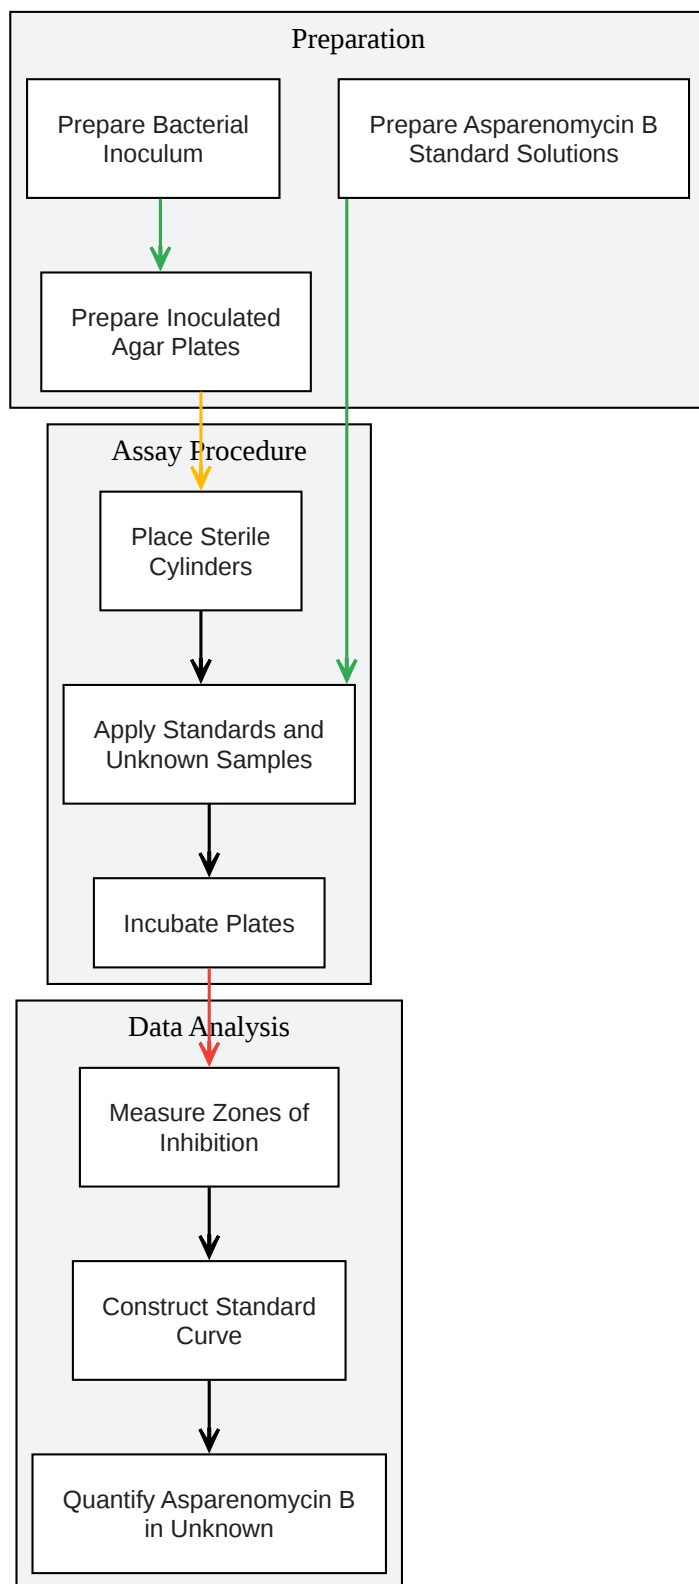 Preparation
Prepare Bacterial
Inoculum
Prepare Asparenomycin B
Standard Solutions
Prepare Inoculated
Agar Plates
Assay Procedure
Place Sterile
Cylinders
Apply Standards and
Unknown Samples
Incubate Plates
Data Analysis
Measure Zones of
Inhibition
Construct Standard
Curve
Quantify Asparenomycin B
in Unknown